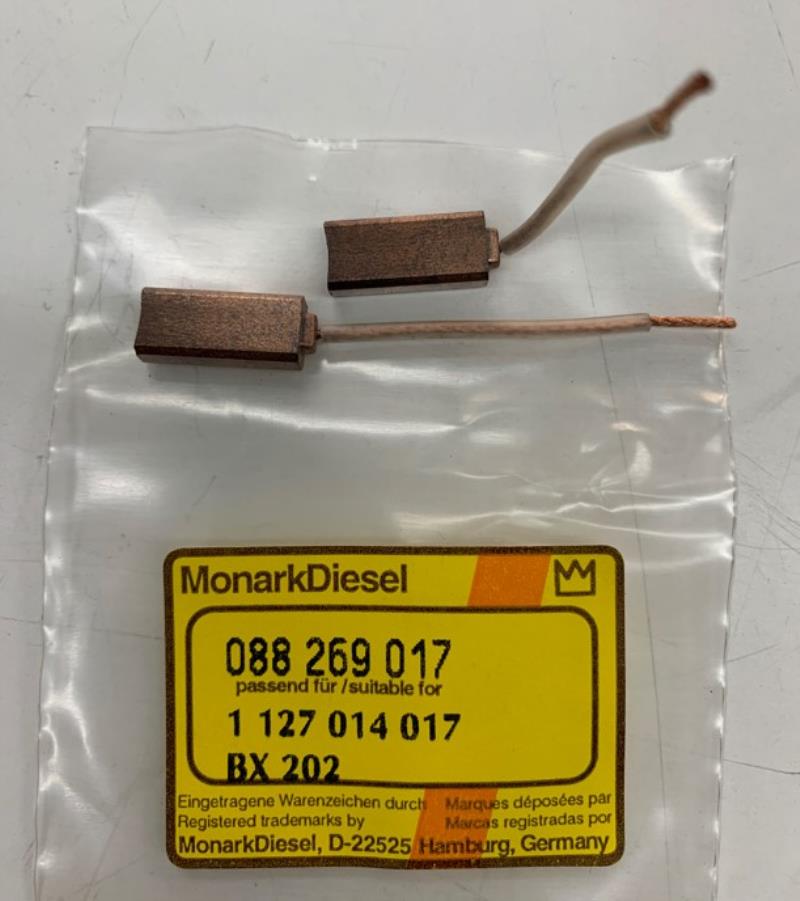 MonarkDiesel
088 269 017
passend für/suitable for
1 127 014 017
BX 202
Eingetragene Warenzeichen durch Marques déposées par
Registered trademarks by Marcas registradas por
MonarkDiesel, D-22525 Hamburg, Germany